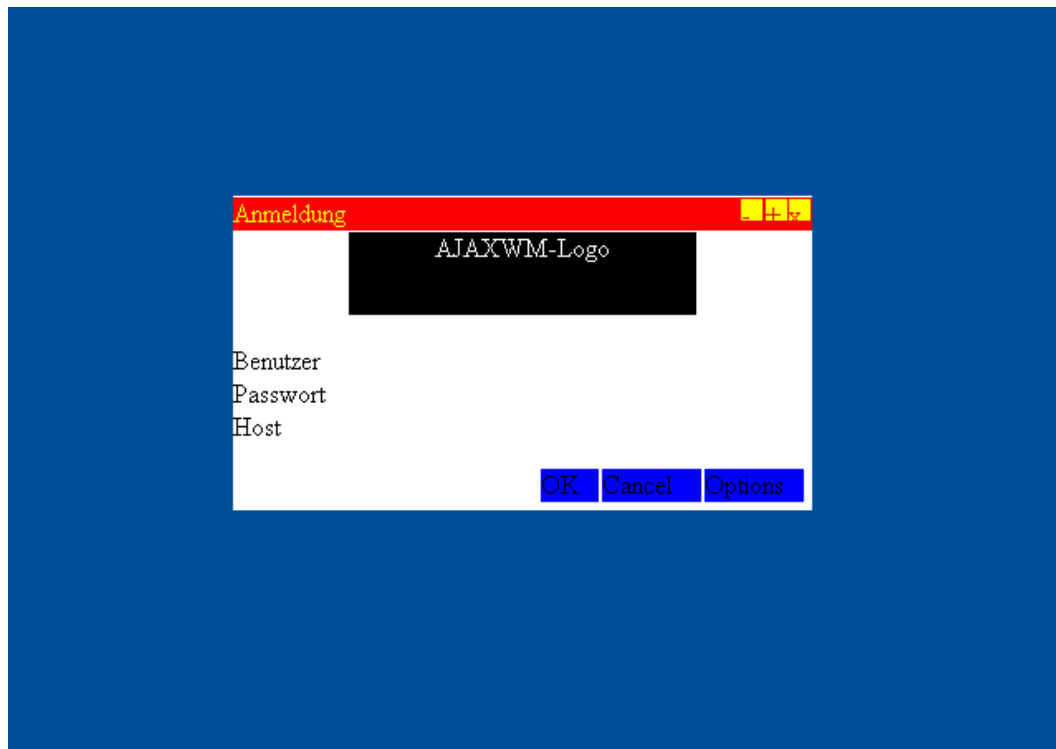 Anmeldung - + x
AJAXWM-Logo
Benutzer
Passwort
Host
OK Cancel Options